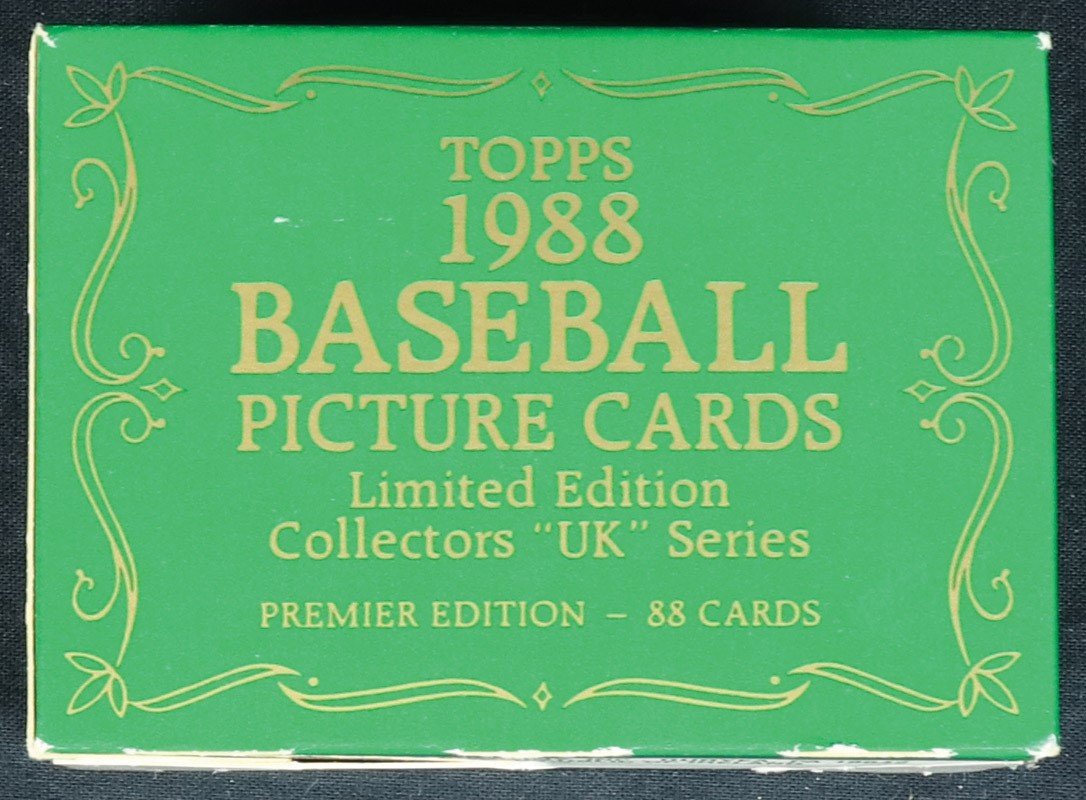 TOPPS
1988
BASEBALL
PICTURE CARDS
Limited Edition
Collectors "UK" Series
PREMIER EDITION – 88 CARDS